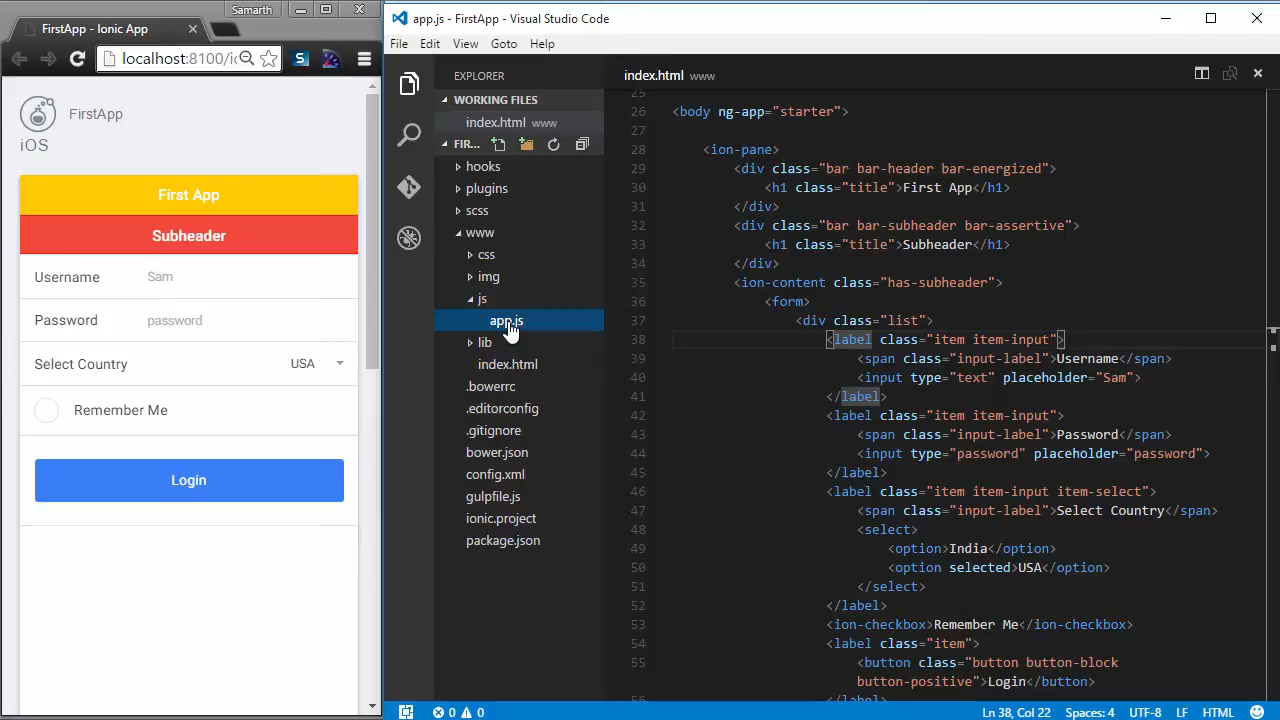 Samarth
FirstApp - Ionic App
localhost:8100/i
S
FirstApp
iOS
First App
Subheader
Username Sam
Password password
Select Country USA
Remember Me
Login
app.js - FirstApp - Visual Studio Code
File Edit View Goto Help
EXPLORER
WORKING FILES
index.html www
FIR...
hooks
plugins
scss
www
css
img
js
app.js
lib
index.html
.bowerrc
.editorconfig
.gitignore
bower.json
config.xml
gulpfile.js
ionic.project
package.json
index.html www
25
26 <body ng-app="starter">
27
28 <ion-pane>
29 <div class="bar bar-header bar-energized">
30 <h1 class="title">First App</h1>
31 </div>
32 <div class="bar bar-subheader bar-assertive">
33 <h1 class="title">Subheader</h1>
34 </div>
35 <ion-content class="has-subheader">
36 <form>
37 <div class="list">
38 <label class="item item-input">
39 <span class="input-label">Username</span>
40 <input type="text" placeholder="Sam">
41 </label>
42 <label class="item item-input">
43 <span class="input-label">Password</span>
44 <input type="password" placeholder="password">
45 </label>
46 <label class="item item-input item-select">
47 <span class="input-label">Select Country</span>
48 <select>
49 <option>India</option>
50 <option selected>USA</option>
51 </select>
52 </label>
53 <ion-checkbox>Remember Me</ion-checkbox>
54 <label class="item">
55 <button class="button button-block
button-positive">Login</button>
56 </label>
0 0
Ln 38, Col 22 Spaces: 4 UTF-8 LF HTML